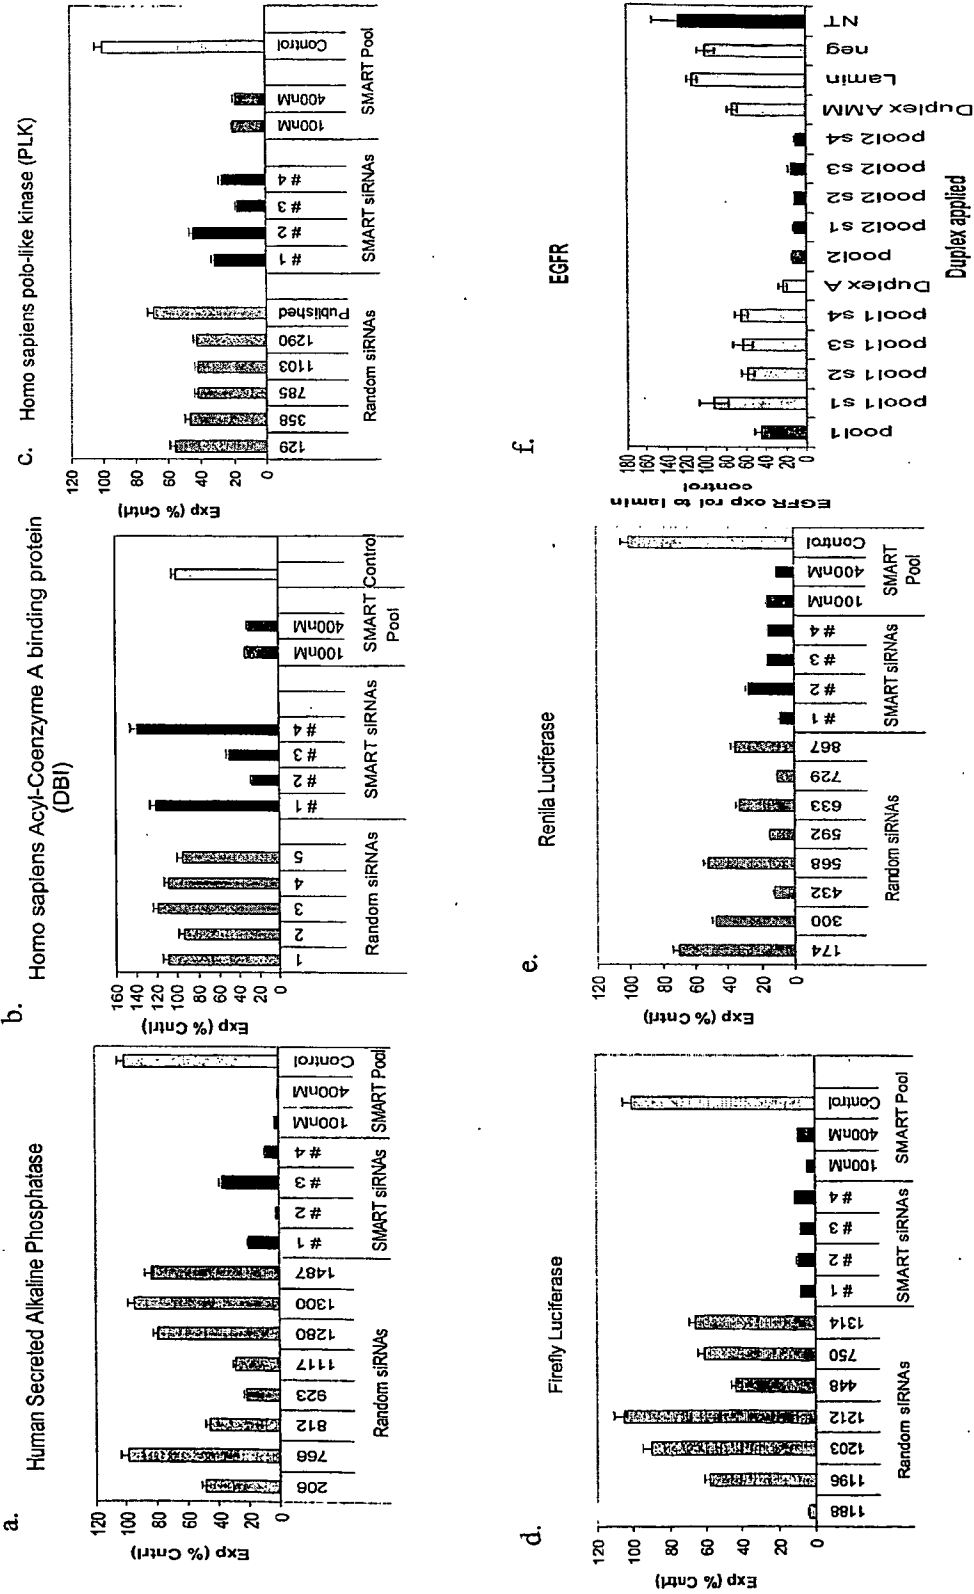 a.
Human Secreted Alkaline Phosphatase
Exp (% Cntrl)
120
100
80
60
40
20
0
206
766
812
923
1117
1280
1300
1487
#1
#2
#3
#4
100nM
400nM
Control
Random siRNAs
SMART siRNAs
SMART Pool
b.
Homo sapiens Acyl-Coenzyme A binding protein
(DBI)
Exp (% Cntrl)
160
140
120
100
80
60
40
20
0
1
2
3
4
5
#1
#2
#3
#4
100nM
400nM
Random siRNAs
SMART siRNAs
SMART Control
Pool
c.
Homo sapiens polo-like kinase (PLK)
Exp (% Cntrl)
120
100
80
60
40
20
0
129
358
785
1103
1290
Published
#1
#2
#3
#4
100nM
400nM
Control
Random siRNAs
SMART siRNAs
SMART Pool
d.
Firefly Luciferase
Exp (% Cntrl)
120
100
80
60
40
20
0
1188
1196
1203
1212
448
750
1314
#1
#2
#3
#4
100nM
400nM
Control
Random siRNAs
SMART siRNAs
SMART Pool
e.
Renila Luciferase
Exp (% Cntrl)
120
100
80
60
40
20
0
174
300
432
568
592
633
729
867
#1
#2
#3
#4
100nM
400nM
Control
Random siRNAs
SMART siRNAs
SMART
Pool
f.
EGFR
EGFR exp rel to lamin
control
180
160
140
120
100
80
60
40
20
0
pool1
pool1 s1
pool1 s2
pool1 s3
pool1 s4
Duplex A
pool2
pool2 s1
pool2 s2
pool2 s3
pool2 s4
Duplex AMM
Lamin
neg
NT
Duplex applied